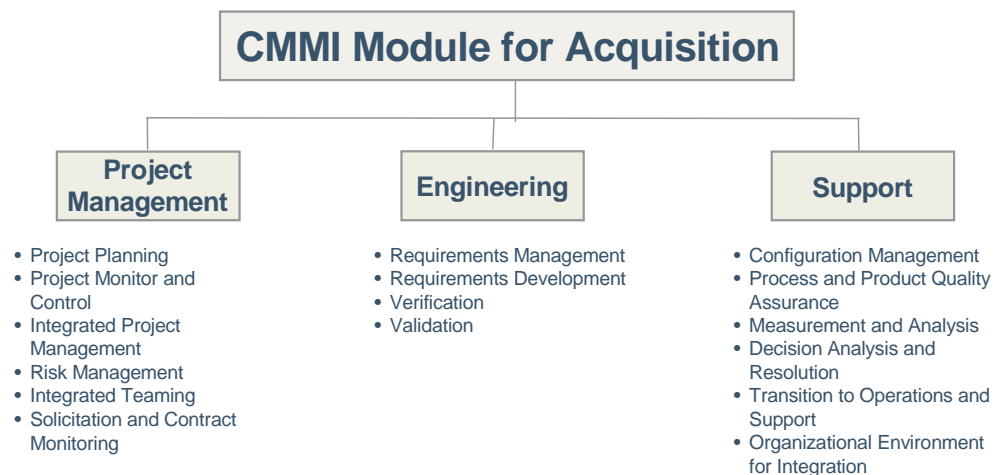 CMMI Module for Acquisition
Project
Management
• Project Planning
• Project Monitor and
Control
• Integrated Project
Management
• Risk Management
• Integrated Teaming
• Solicitation and Contract
Monitoring
Engineering
• Requirements Management
• Requirements Development
• Verification
• Validation
Support
• Configuration Management
• Process and Product Quality
Assurance
• Measurement and Analysis
• Decision Analysis and
Resolution
• Transition to Operations and
Support
• Organizational Environment
for Integration